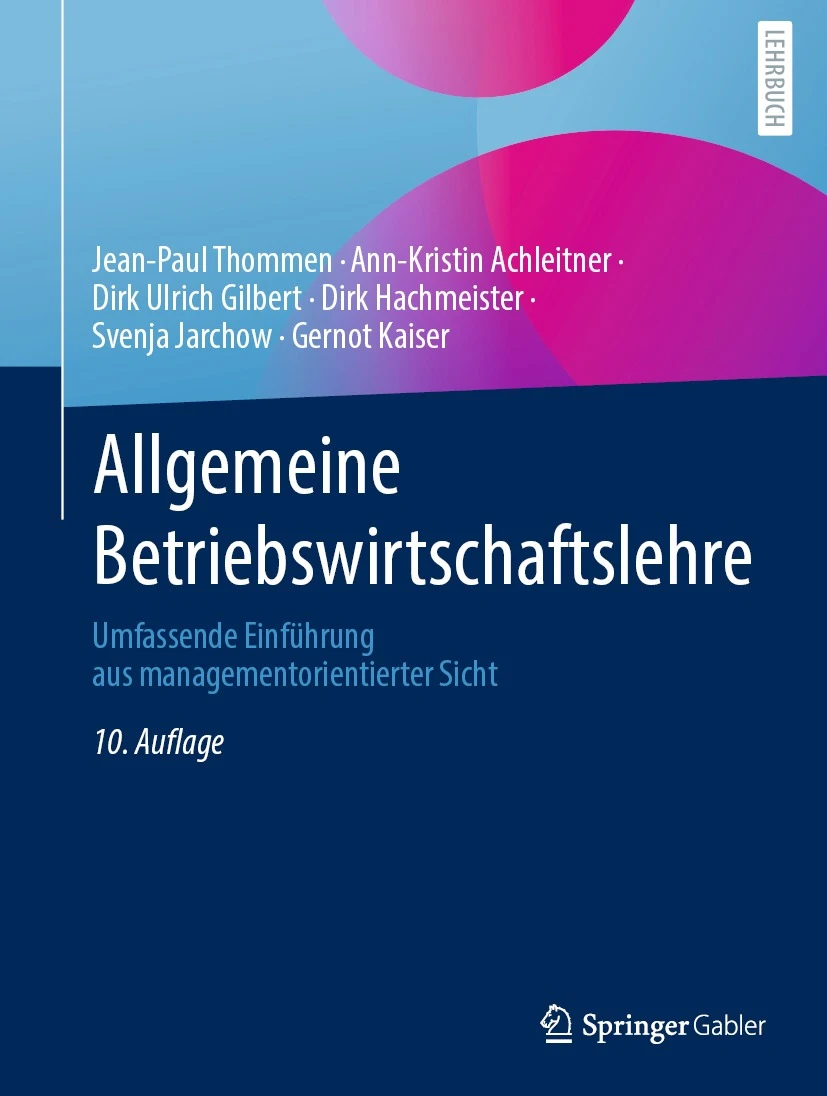 LEHRBUCH
Jean-Paul Thommen · Ann-Kristin Achleitner ·
Dirk Ulrich Gilbert · Dirk Hachmeister ·
Svenja Jarchow · Gernot Kaiser
Allgemeine
Betriebswirtschaftslehre
Umfassende Einführung
aus managementorientierter Sicht
10. Auflage
Springer Gabler